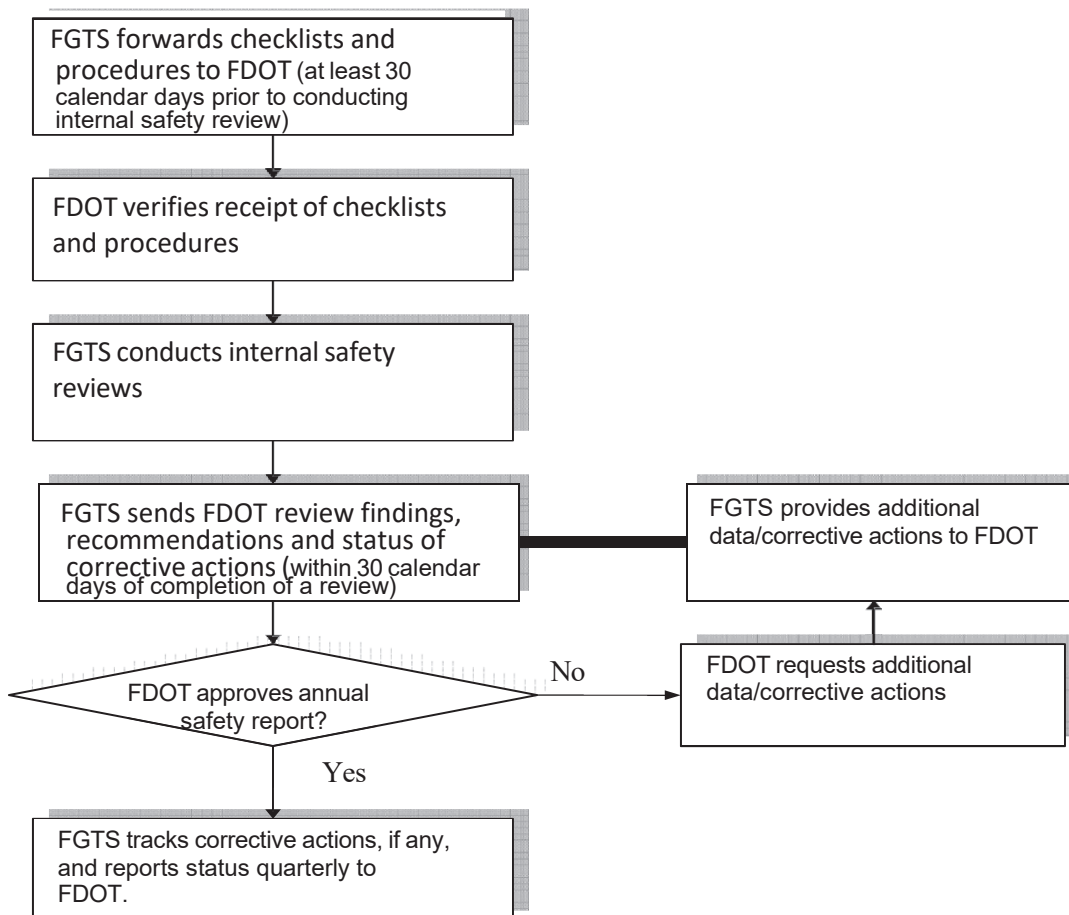 FGTS forwards checklists and
procedures to FDOT (at least 30
calendar days prior to conducting
internal safety review)
FDOT verifies receipt of checklists
and procedures
FGTS conducts internal safety
reviews
FGTS sends FDOT review findings,
recommendations and status of
corrective actions (within 30 calendar
days of completion of a review)
FGTS provides additional
data/corrective actions to FDOT
FDOT approves annual
safety report?
No
FDOT requests additional
data/corrective actions
Yes
FGTS tracks corrective actions, if any,
and reports status quarterly to
FDOT.